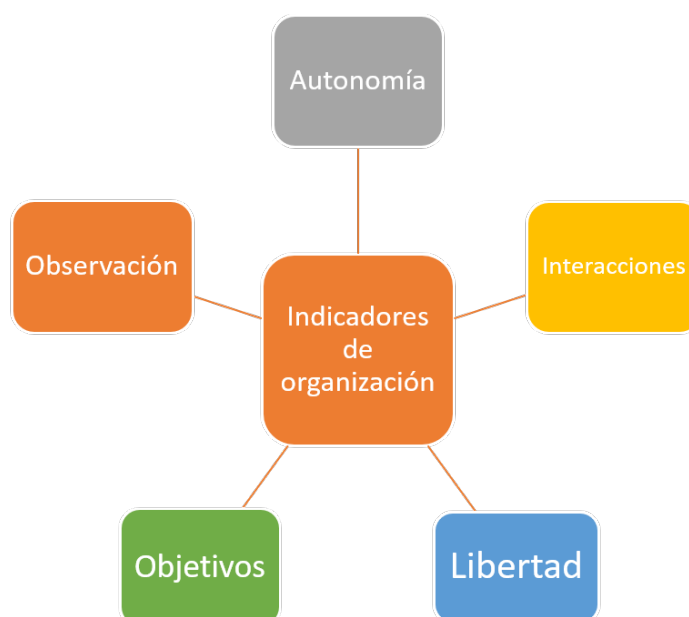 Autonomía
Observación
Interacciones
Indicadores
de
organización
Objetivos
Libertad